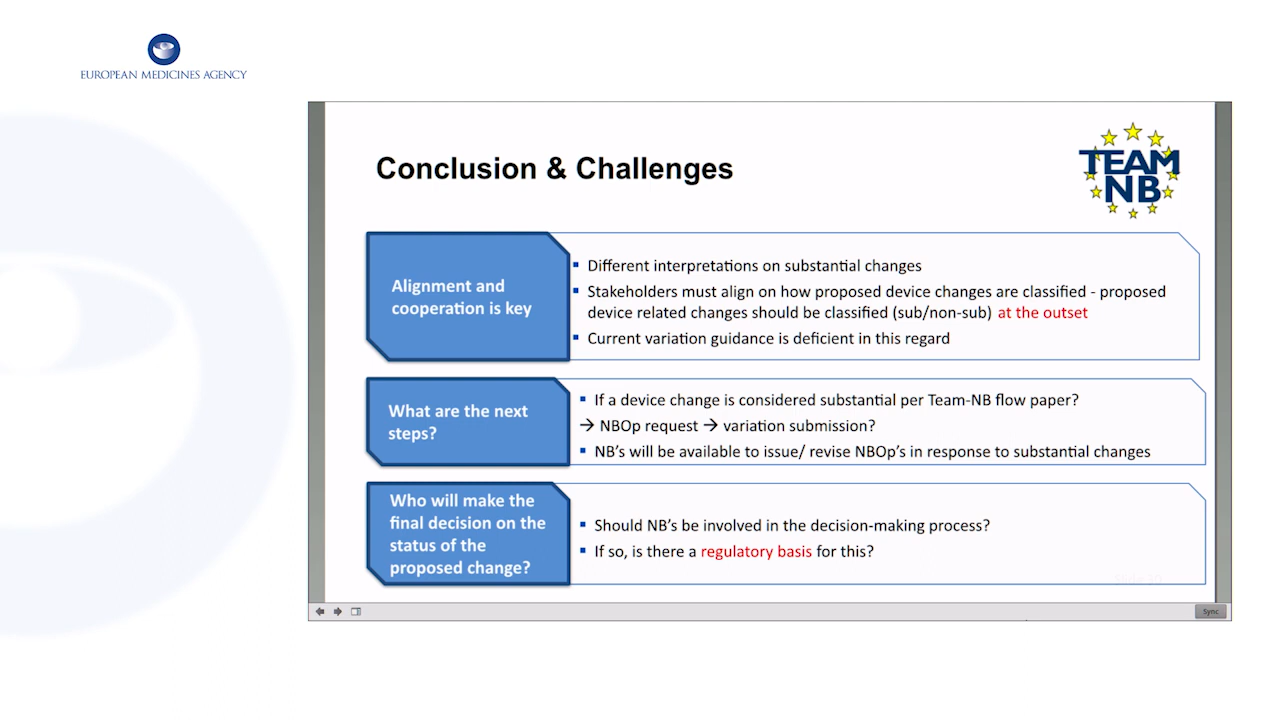 EUROPEAN MEDICINES AGENCY
Conclusion & Challenges
TEAM
NB
Alignment and
cooperation is key
▪ Different interpretations on substantial changes
▪ Stakeholders must align on how proposed device changes are classified - proposed
device related changes should be classified (sub/non-sub) at the outset
▪ Current variation guidance is deficient in this regard
What are the next
steps?
▪ If a device change is considered substantial per Team-NB flow paper?
→ NBOp request → variation submission?
▪ NB's will be available to issue/ revise NBOp's in response to substantial changes
Who will make the
final decision on the
status of the
proposed change?
▪ Should NB's be involved in the decision-making process?
▪ If so, is there a regulatory basis for this?
Sync